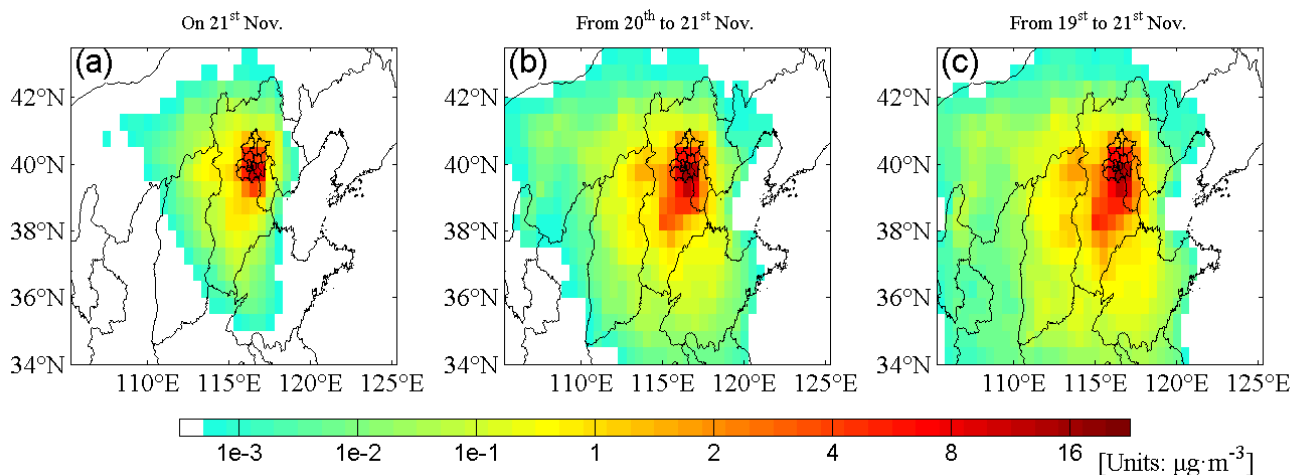 On 21st Nov.
From 20th to 21st Nov.
From 19st to 21st Nov.
(a)
(b)
(c)
42°N
40°N
38°N
36°N
34°N
110°E 115°E 120°E 125°E
42°N
40°N
38°N
36°N
34°N
110°E 115°E 120°E 125°E
42°N
40°N
38°N
36°N
34°N
110°E 115°E 120°E 125°E
1e-3 1e-2 1e-1 1 2 4 8 16
[Units: μg·m-3]